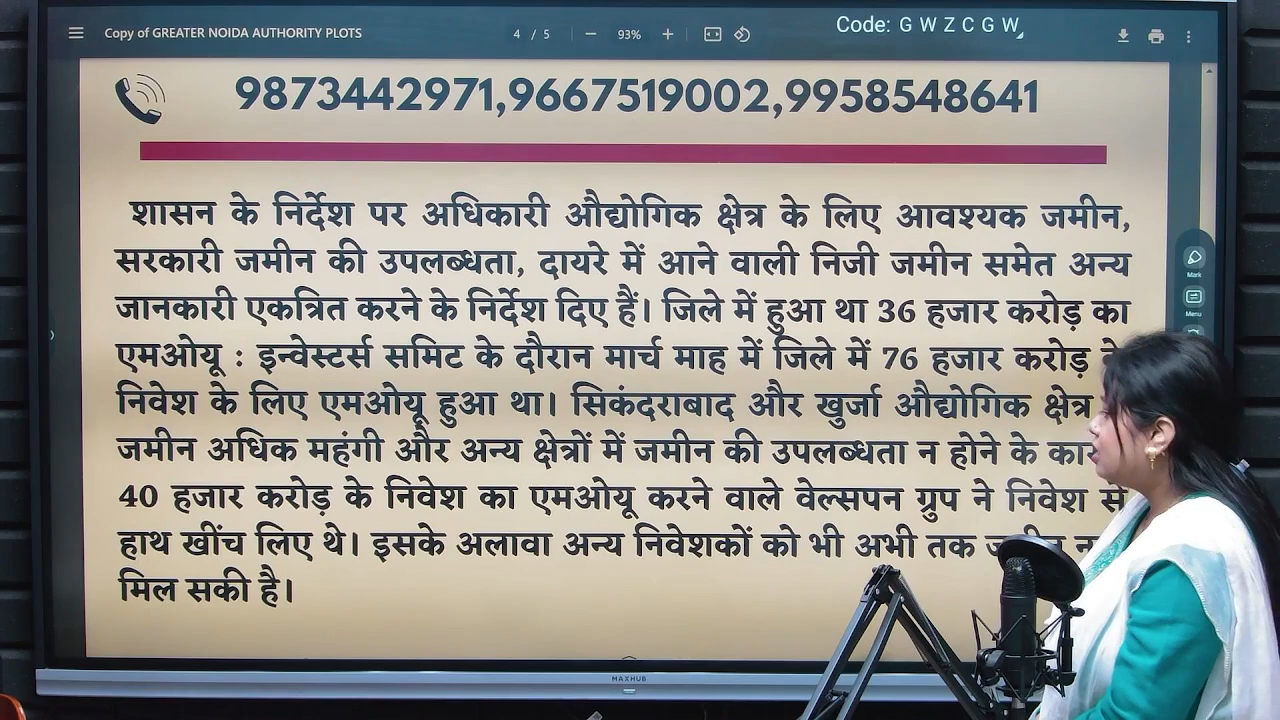 Copy of GREATER NOIDA AUTHORITY PLOTS
4 / 5
93%
Code: G W Z C G W
9873442971,9667519002,9958548641
शासन के निर्देश पर अधिकारी औद्योगिक क्षेत्र के लिए आवश्यक जमीन,
सरकारी जमीन की उपलब्धता, दायरे में आने वाली निजी जमीन समेत अन्य
जानकारी एकत्रित करने के निर्देश दिए हैं। जिले में हुआ था 36 हजार करोड़ का
एमओयू : इन्वेस्टर्स समिट के दौरान मार्च माह में जिले में 76 हजार करोड़
निवेश के लिए एमओयू हुआ था। सिकंदराबाद और खुर्जा औद्योगिक क्षेत्र
जमीन अधिक महंगी और अन्य क्षेत्रों में जमीन की उपलब्धता न होने के
40 हजार करोड़ के निवेश का एमओयू करने वाले वेल्सपन ग्रुप ने निवेश से
हाथ खींच लिए थे। इसके अलावा अन्य निवेशकों को भी अभी तक
मिल सकी है।
Mark
Menu
MAXHUB